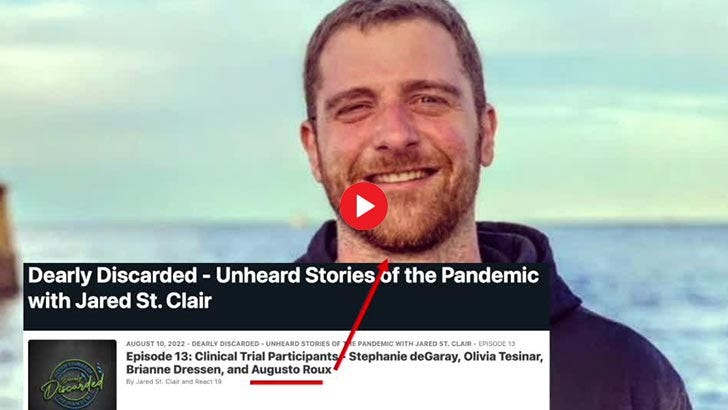 Dearly Discarded - Unheard Stories of the Pandemic
with Jared St. Clair
AUGUST 10, 2022 • DEARLY DISCARDED - UNHEARD STORIES OF THE PANDEMIC WITH JARED ST. CLAIR • EPISODE 13
Episode 13: Clinical Trial Participants - Stephanie deGaray, Olivia Tesinar,
Brianne Dressen, and Augusto Roux
By Jared St. Clair and React 19
Dearly
Discarded